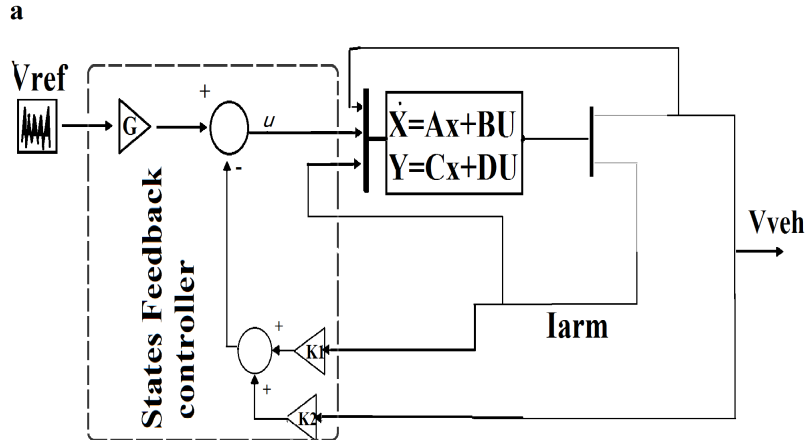 a
Vref
+
G
u
-
Ẋ=Ax+BU
Y=Cx+DU
Vveh
States Feedback
controller
Iarm
+
K1
+
K2